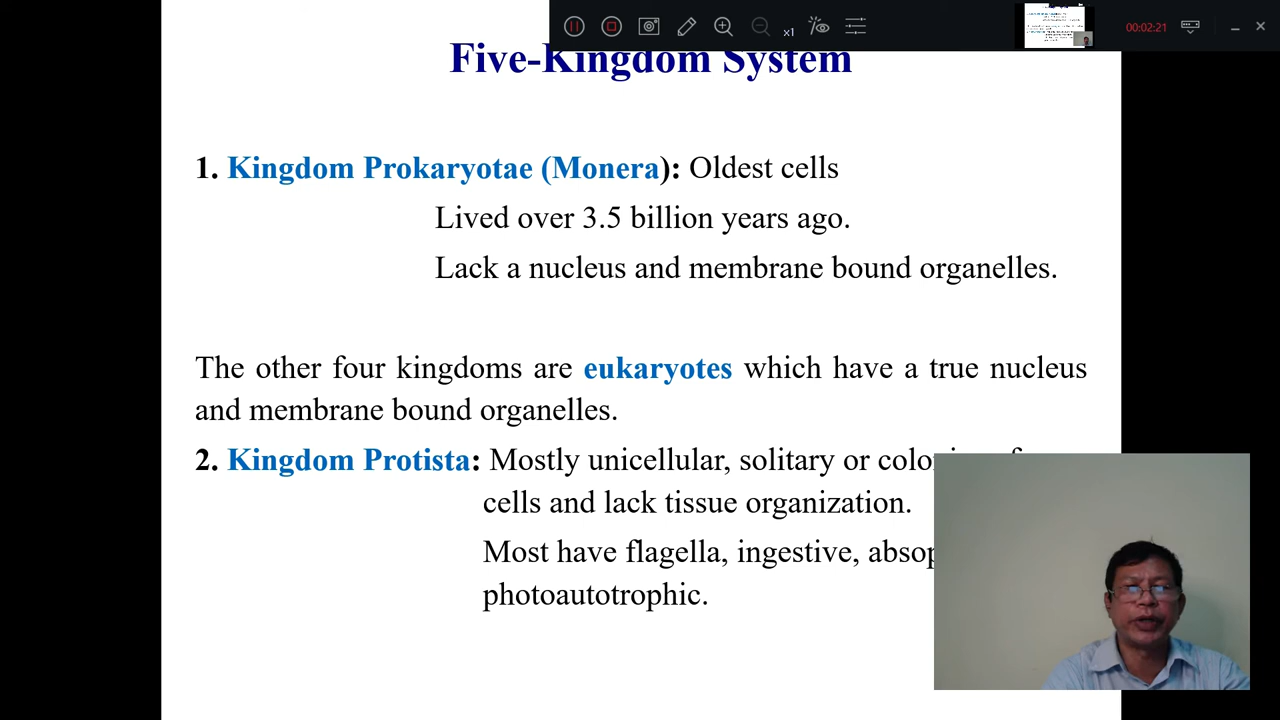 x1
00:02:21
Five-Kingdom System
1. Kingdom Prokaryotae (Monera): Oldest cells
Lived over 3.5 billion years ago.
Lack a nucleus and membrane bound organelles.
The other four kingdoms are eukaryotes which have a true nucleus
and membrane bound organelles.
2. Kingdom Protista: Mostly unicellular, solitary or
cells and lack tissue organization.
Most have flagella, ingestive,
photoautotrophic.